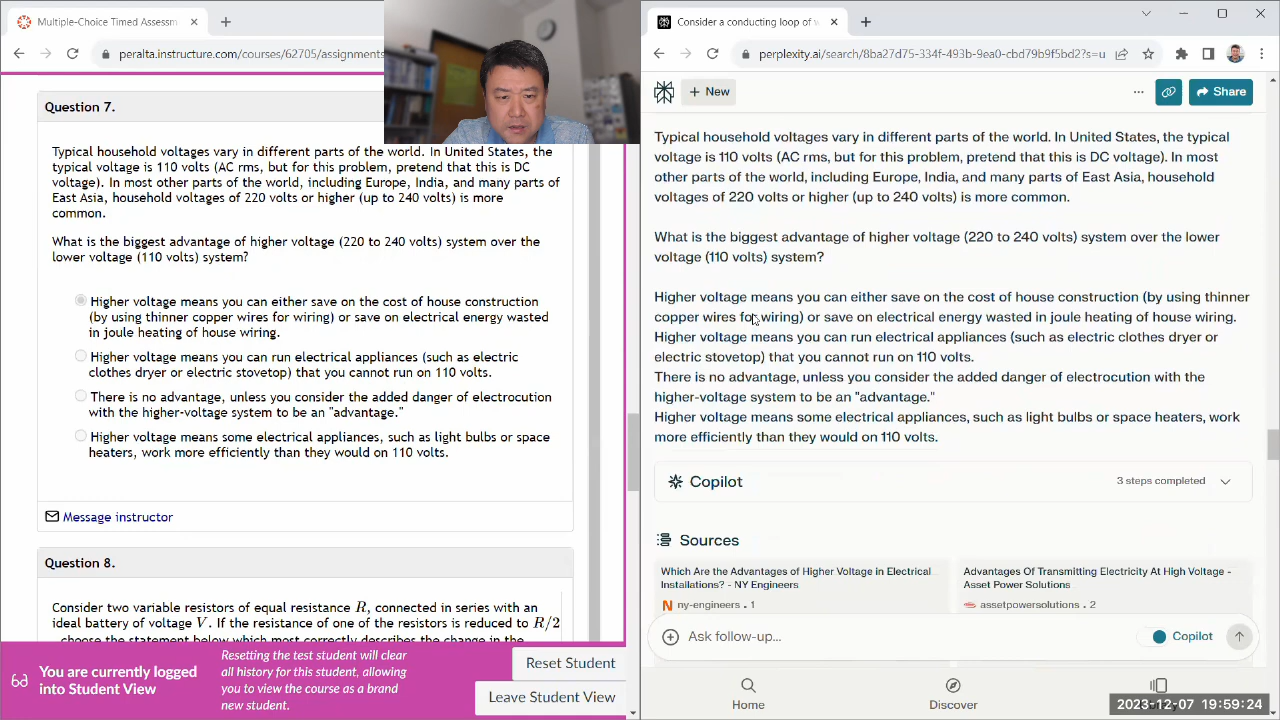 Multiple-Choice Timed Assessm
peralta.instructure.com/courses/62705/assignments
Question 7.
Typical household voltages vary in different parts of the world. In United States, the
typical voltage is 110 volts (AC rms, but for this problem, pretend that this is DC
voltage). In most other parts of the world, including Europe, India, and many parts of
East Asia, household voltages of 220 volts or higher (up to 240 volts) is more
common.
What is the biggest advantage of higher voltage (220 to 240 volts) system over the
lower voltage (110 volts) system?
Higher voltage means you can either save on the cost of house construction
(by using thinner copper wires for wiring) or save on electrical energy wasted
in joule heating of house wiring.
Higher voltage means you can run electrical appliances (such as electric
clothes dryer or electric stovetop) that you cannot run on 110 volts.
There is no advantage, unless you consider the added danger of electrocution
with the higher-voltage system to be an "advantage."
Higher voltage means some electrical appliances, such as light bulbs or space
heaters, work more efficiently than they would on 110 volts.
Message instructor
Question 8.
Consider two variable resistors of equal resistance R, connected in series with an
ideal battery of voltage V. If the resistance of one of the resistors is reduced to R/2
choose the statement below which most correctly describes the change in the
You are currently logged
into Student View
Resetting the test student will clear
all history for this student, allowing
you to view the course as a brand
new student.
Reset Student
Leave Student View
Consider a conducting loop of w
perplexity.ai/search/8ba27d75-334f-493b-9ea0-cbd79b9f5bd2?s=u
New
Share
Typical household voltages vary in different parts of the world. In United States, the typical
voltage is 110 volts (AC rms, but for this problem, pretend that this is DC voltage). In most
other parts of the world, including Europe, India, and many parts of East Asia, household
voltages of 220 volts or higher (up to 240 volts) is more common.
What is the biggest advantage of higher voltage (220 to 240 volts) system over the lower
voltage (110 volts) system?
Higher voltage means you can either save on the cost of house construction (by using thinner
copper wires for wiring) or save on electrical energy wasted in joule heating of house wiring.
Higher voltage means you can run electrical appliances (such as electric clothes dryer or
electric stovetop) that you cannot run on 110 volts.
There is no advantage, unless you consider the added danger of electrocution with the
higher-voltage system to be an "advantage."
Higher voltage means some electrical appliances, such as light bulbs or space heaters, work
more efficiently than they would on 110 volts.
Copilot
3 steps completed
Sources
Which Are the Advantages of Higher Voltage in Electrical
Installations? - NY Engineers
ny-engineers . 1
Advantages Of Transmitting Electricity At High Voltage -
Asset Power Solutions
assetpowersolutions . 2
Ask follow-up...
Copilot
Home
Discover
2023-12-07 19:59:24